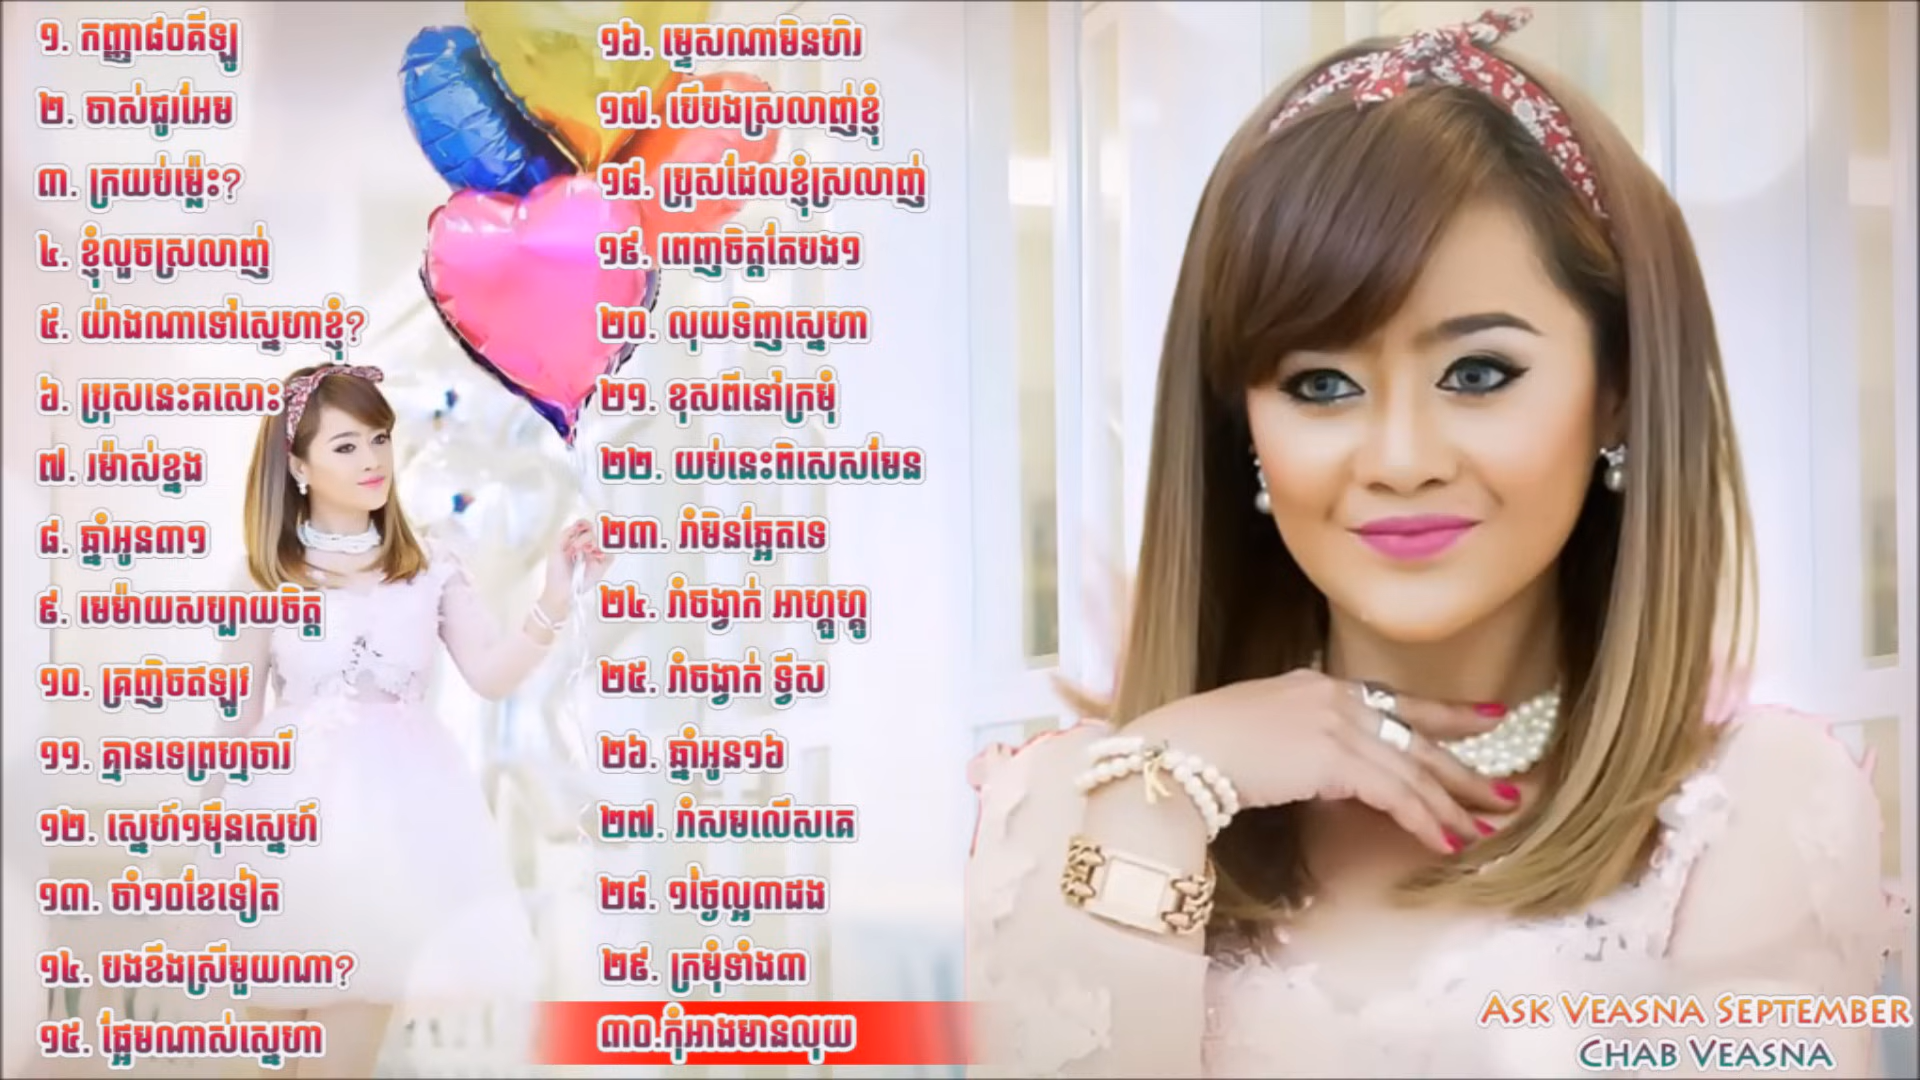 ១. កញ្ញា៨០គីឡូ
២. ចាស់ជូរអែម
៣. ក្រយប់ម្ល៉េះ?
៤. ខ្ញុំលួចស្រលាញ់
៥. យ៉ាងណាទៅស្នេហាខ្ញុំ?
៦. ប្រុសនេះគសោះ
៧. រម៉ាស់ខ្នង
៨. ឆ្នាំអូន៣១
៩. មេម៉ាយសប្បាយចិត្ត
១០. គ្រញិចឥឡូវ
១១. គ្មានទេព្រហ្មចារី
១២. ស្នេហ៍១ម៉ឺនស្នេហ៍
១៣. ចាំ១០ខែទៀត
១៤. បងខឹងស្រីមួយណា?
១៥. ផ្អែមណាស់ស្នេហា
១៦. ម្ទេសណាមិនហិរ
១៧. បើបងស្រលាញ់ខ្ញុំ
១៨. ប្រុសដែលខ្ញុំស្រលាញ់
១៩. ពេញចិត្តតែបង១
២០. លុយទិញស្នេហា
២១. ខុសពីនៅក្រមុំ
២២. យប់នេះពិសេសមែន
២៣. រាំមិនឆ្អែតទេ
២៤. រាំចង្វាក់ អាហ្គួហ្គូ
២៥. រាំចង្វាក់ ទ្វីស
២៦. ឆ្នាំអូន១៦
២៧. រាំសមលើសគេ
២៨. ១ថ្ងៃល្អ៣ដង
២៩. ក្រមុំទាំង៣
៣០.កុំអាងមានលុយ
ASK VEASNA SEPTEMBER
CHAB VEASNA